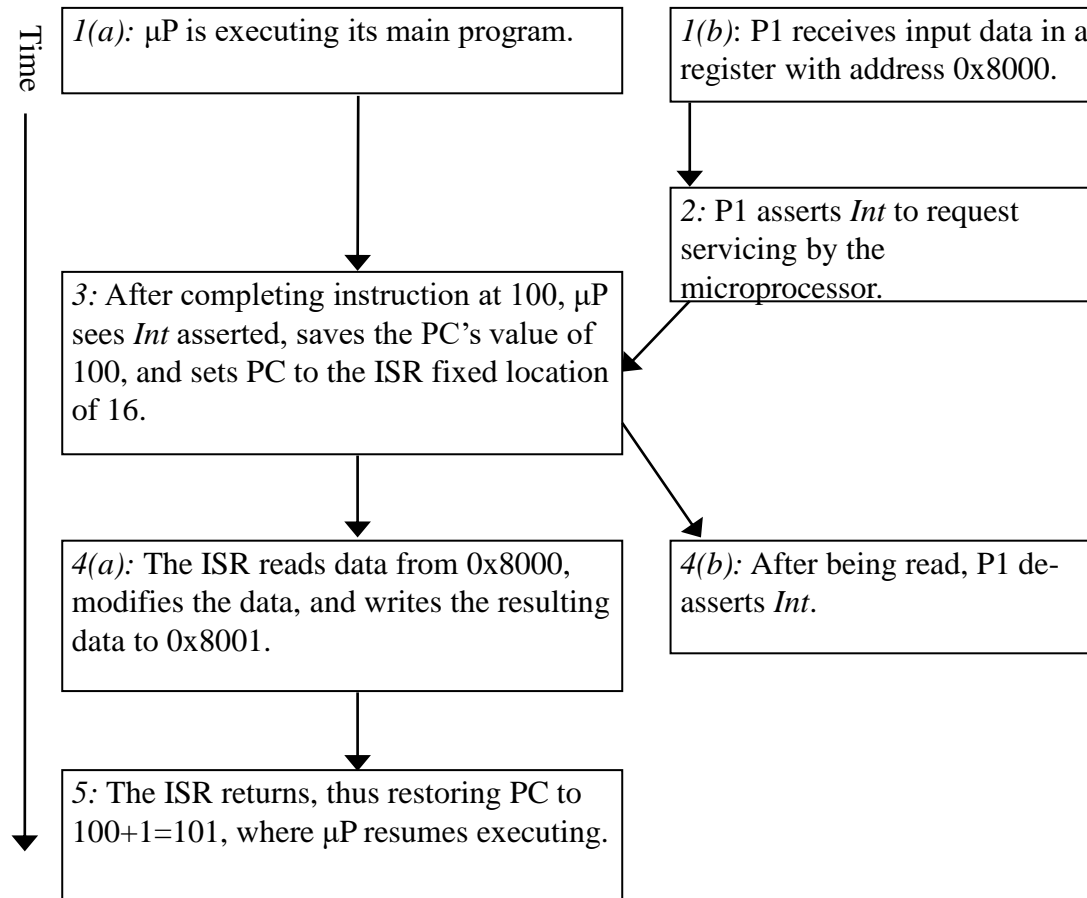 Time
1(a): μP is executing its main program.
1(b): P1 receives input data in a
register with address 0x8000.
2: P1 asserts Int to request
servicing by the
microprocessor.
3: After completing instruction at 100, μP
sees Int asserted, saves the PC’s value of
100, and sets PC to the ISR fixed location
of 16.
4(a): The ISR reads data from 0x8000,
modifies the data, and writes the resulting
data to 0x8001.
4(b): After being read, P1 de-
asserts Int.
5: The ISR returns, thus restoring PC to
100+1=101, where μP resumes executing.